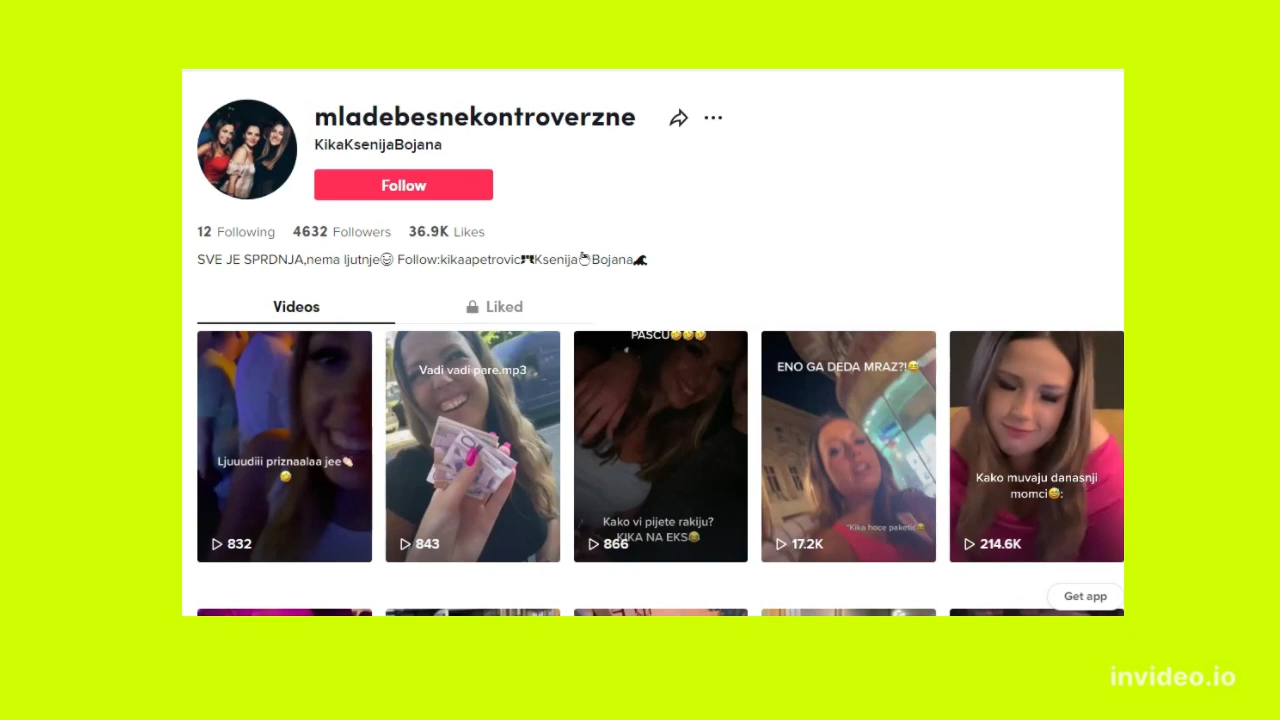 mladebesnekontroverzne
KikaKsenijaBojana
Follow
12 Following 4632 Followers 36.9K Likes
SVE JE SPRDNJA,nema ljutnje😆 Follow:kikaapetrovic Ksenija Bojana🌊
Videos
Liked
Ljuuudiii priznaalaa jee👏🏻
🤣
832
Vadi vadi pare.mp3
843
PASCU🤣🤣🤣
Kako vi pijete rakiju?
KIKA NA EKS😂
866
ENO GA DEDA MRAZ?!😅
"Kika hoce paketic😂
17.2K
Kako muvaju danasnji
momci😅:
214.6K
Get app
invideo.io